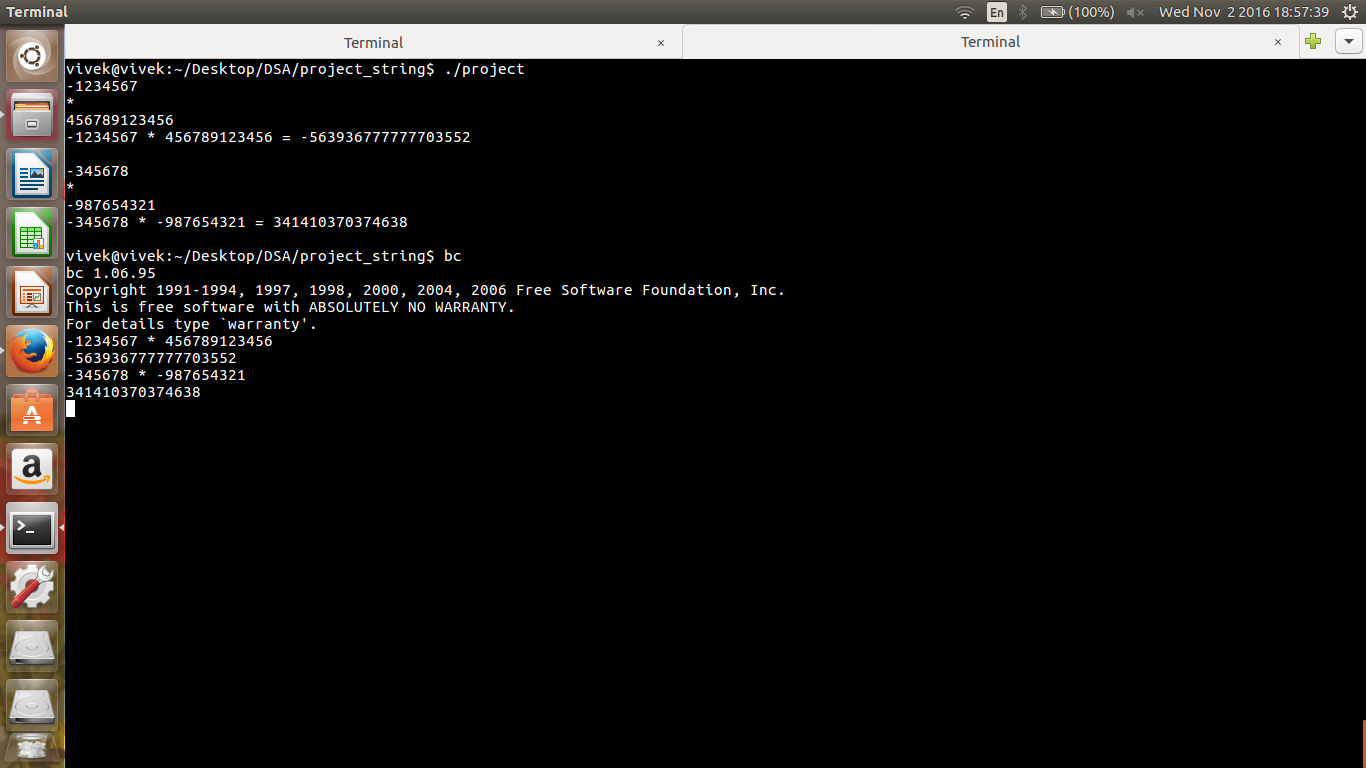 Terminal
En
(100%)
Wed Nov 2 2016 18:57:39
Terminal ×
Terminal ×
vivek@vivek:~/Desktop/DSA/project_string$ ./project
-1234567
*
456789123456
-1234567 * 456789123456 = -563936777777703552
-345678
*
-987654321
-345678 * -987654321 = 341410370374638
vivek@vivek:~/Desktop/DSA/project_string$ bc
bc 1.06.95
Copyright 1991-1994, 1997, 1998, 2000, 2004, 2006 Free Software Foundation, Inc.
This is free software with ABSOLUTELY NO WARRANTY.
For details type `warranty'.
-1234567 * 456789123456
-563936777777703552
-345678 * -987654321
341410370374638